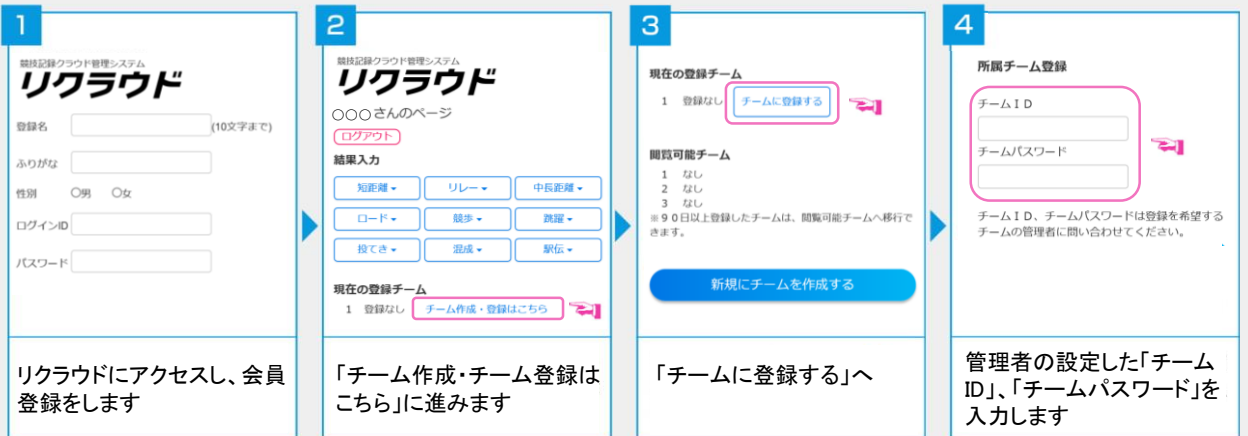 1
競技記録クラウド管理システム
リクラウド
登録名 (10文字まで)
ふりがな
性別 ○男 ○女
ログインID
パスワード
リクラウドにアクセスし、会員
登録をします
2
競技記録クラウド管理システム
リクラウド
○○○さんのページ
ログアウト
結果入力
短距離 リレー 中長距離
ロード 競歩 跳躍
投てき 混成 駅伝
現在の登録チーム
1 登録なし チーム作成・登録はこちら
「チーム作成・チーム登録は
こちら」に進みます
3
現在の登録チーム
1 登録なし チームに登録する
閲覧可能チーム
1 なし
2 なし
3 なし
※90日以上登録したチームは、閲覧可能チームへ移行で
きます。
新規にチームを作成する
「チームに登録する」へ
4
所属チーム登録
チームID
チームパスワード
チームID、チームパスワードは登録を希望する
チームの管理者に問い合わせてください。
管理者の設定した「チーム
ID」、「チームパスワード」を
入力します